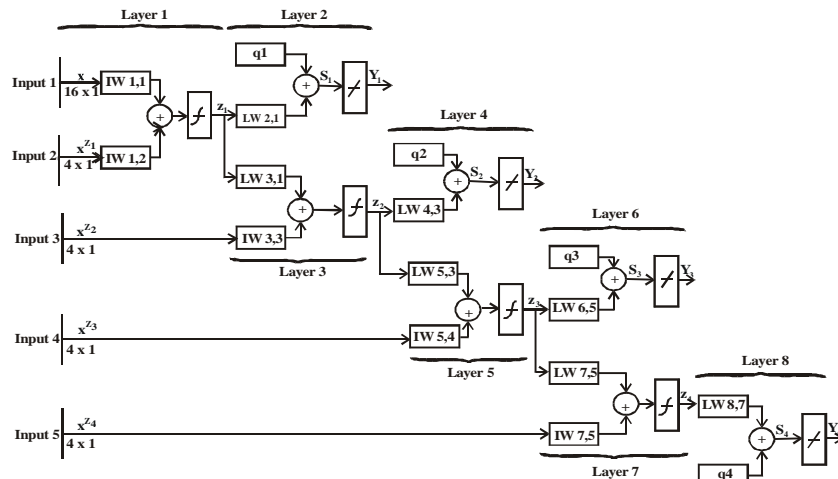 Layer 1
Layer 2
q1
Input 1
x
16 x 1
IW 1,1
S1
Y1
z1
LW 2,1
Layer 4
Input 2
x^Z1
4 x 1
IW 1,2
q2
LW 3,1
S2
Y2
z2
LW 4,3
Layer 6
Input 3
x^Z2
4 x 1
IW 3,3
q3
Layer 3
LW 5,3
S3
Y3
z3
LW 6,5
Input 4
x^Z3
4 x 1
IW 5,4
Layer 8
Layer 5
LW 7,5
z4
LW 8,7
Input 5
x^Z4
4 x 1
IW 7,5
S4
Y
Layer 7
q4